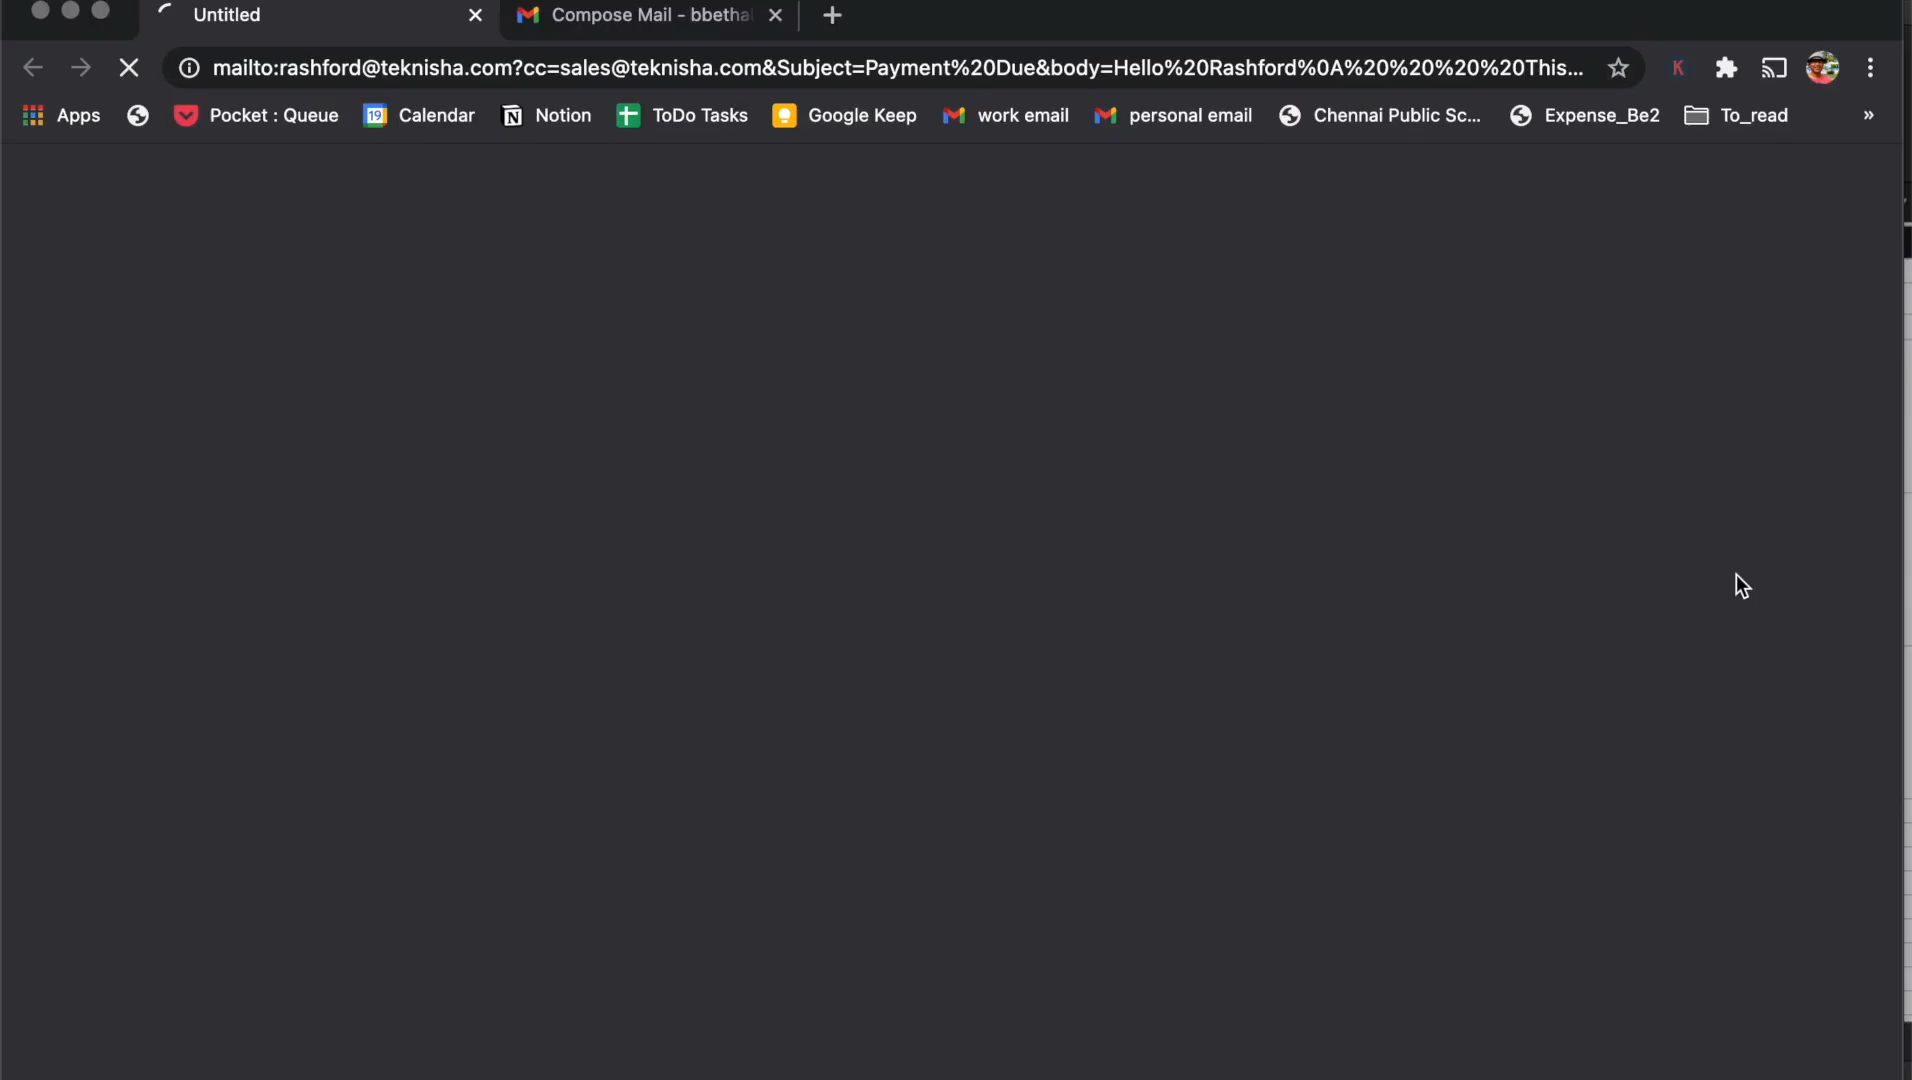 Untitled
Compose Mail - bbetha
mailto:rashford@teknisha.com?cc=sales@teknisha.com&Subject=Payment%20Due&body=Hello%20Rashford%0A%20%20%20%20This...
K
Apps
Pocket : Queue
19
Calendar
Notion
ToDo Tasks
Google Keep
work email
personal email
Chennai Public Sc...
Expense_Be2
To_read
»